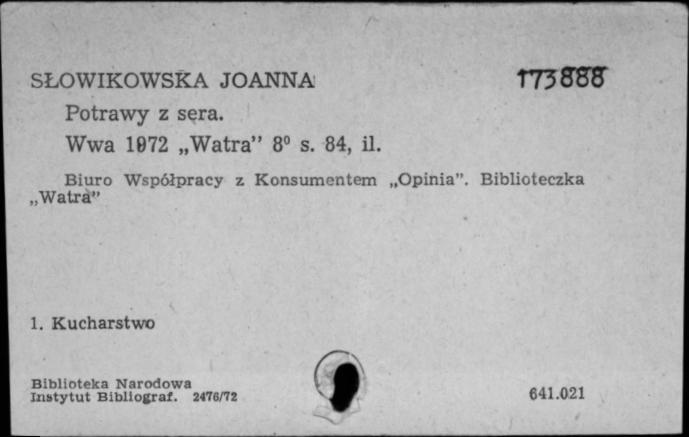 SŁOWIKOWSKA JOANNA 173888
Potrawy z sera.
Wwa 1972 „Watra” 8⁰ s. 84, il.
Biuro Współpracy z Konsumentem „Opinia”. Biblioteczka
„Watra”
1. Kucharstwo
Biblioteka Narodowa
Instytut Bibliograf. 2476/72 641.021